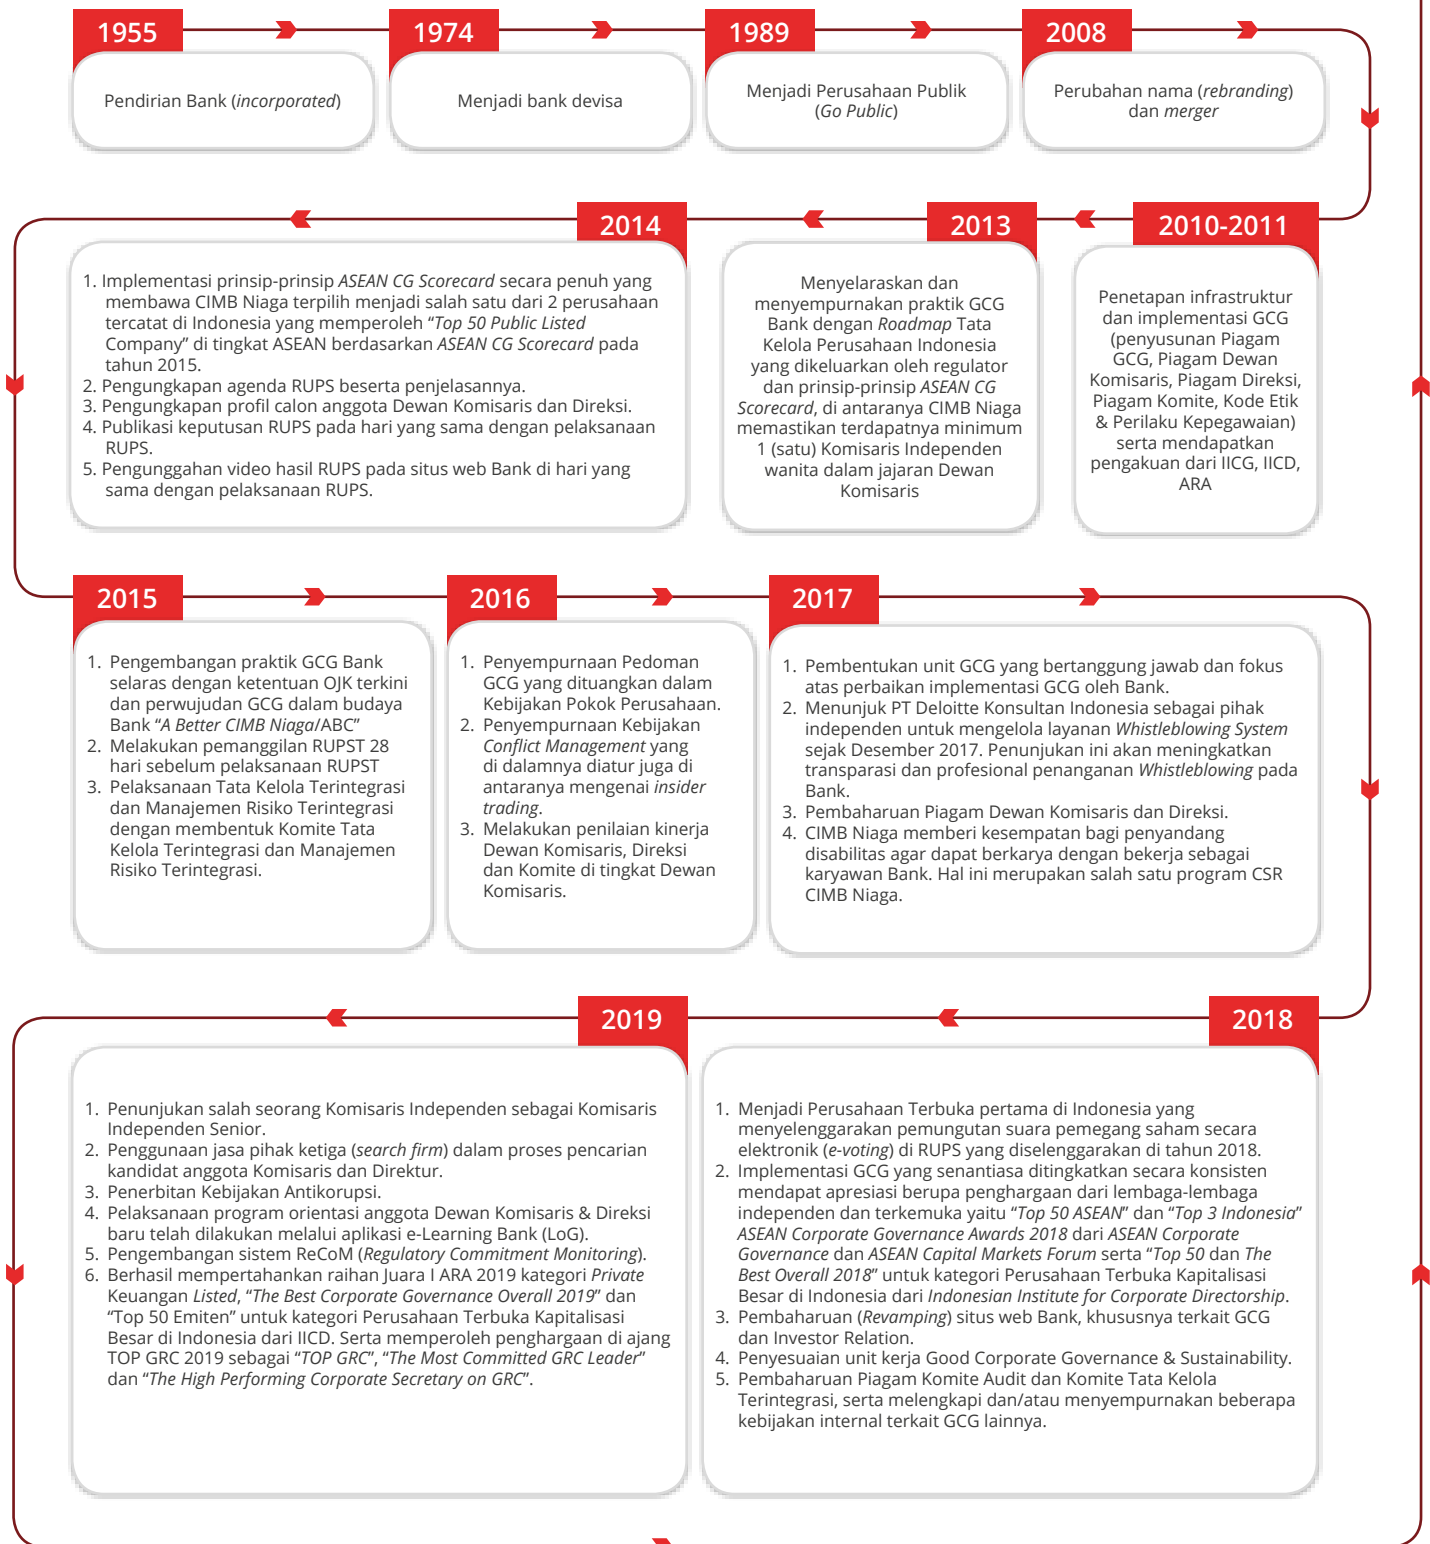 1955
Pendirian Bank (incorporated)
1974
Menjadi bank devisa
1989
Menjadi Perusahaan Publik
(Go Public)
2008
Perubahan nama (rebranding)
dan merger
2010-2011
Penetapan infrastruktur
dan implementasi GCG
(penyusunan Piagam
GCG, Piagam Dewan
Komisaris, Piagam Direksi,
Piagam Komite, Kode Etik
& Perilaku Kepegawaian)
serta mendapatkan
pengakuan dari IICG, IICD,
ARA
2013
Menyelaraskan dan
menyempurnakan praktik GCG
Bank dengan Roadmap Tata
Kelola Perusahaan Indonesia
yang dikeluarkan oleh regulator
dan prinsip-prinsip ASEAN CG
Scorecard, di antaranya CIMB Niaga
memastikan terdapatnya minimum
1 (satu) Komisaris Independen
wanita dalam jajaran Dewan
Komisaris
2014
1. Implementasi prinsip-prinsip ASEAN CG Scorecard secara penuh yang
membawa CIMB Niaga terpilih menjadi salah satu dari 2 perusahaan
tercatat di Indonesia yang memperoleh “Top 50 Public Listed
Company” di tingkat ASEAN berdasarkan ASEAN CG Scorecard pada
tahun 2015.
2. Pengungkapan agenda RUPS beserta penjelasannya.
3. Pengungkapan profil calon anggota Dewan Komisaris dan Direksi.
4. Publikasi keputusan RUPS pada hari yang sama dengan pelaksanaan
RUPS.
5. Pengunggahan video hasil RUPS pada situs web Bank di hari yang
sama dengan pelaksanaan RUPS.
2015
1. Pengembangan praktik GCG Bank
selaras dengan ketentuan OJK terkini
dan perwujudan GCG dalam budaya
Bank “A Better CIMB Niaga/ABC”
2. Melakukan pemanggilan RUPST 28
hari sebelum pelaksanaan RUPST
3. Pelaksanaan Tata Kelola Terintegrasi
dan Manajemen Risiko Terintegrasi
dengan membentuk Komite Tata
Kelola Terintegrasi dan Manajemen
Risiko Terintegrasi.
2016
1. Penyempurnaan Pedoman
GCG yang dituangkan dalam
Kebijakan Pokok Perusahaan.
2. Penyempurnaan Kebijakan
Conflict Management yang
di dalamnya diatur juga di
antaranya mengenai insider
trading.
3. Melakukan penilaian kinerja
Dewan Komisaris, Direksi
dan Komite di tingkat Dewan
Komisaris.
2017
1. Pembentukan unit GCG yang bertanggung jawab dan fokus
atas perbaikan implementasi GCG oleh Bank.
2. Menunjuk PT Deloitte Konsultan Indonesia sebagai pihak
independen untuk mengelola layanan Whistleblowing System
sejak Desember 2017. Penunjukan ini akan meningkatkan
transparasi dan profesional penanganan Whistleblowing pada
Bank.
3. Pembaharuan Piagam Dewan Komisaris dan Direksi.
4. CIMB Niaga memberi kesempatan bagi penyandang
disabilitas agar dapat berkarya dengan bekerja sebagai
karyawan Bank. Hal ini merupakan salah satu program CSR
CIMB Niaga.
2018
1. Menjadi Perusahaan Terbuka pertama di Indonesia yang
menyelenggarakan pemungutan suara pemegang saham secara
elektronik (e-voting) di RUPS yang diselenggarakan di tahun 2018.
2. Implementasi GCG yang senantiasa ditingkatkan secara konsisten
mendapat apresiasi berupa penghargaan dari lembaga-lembaga
independen dan terkemuka yaitu “Top 50 ASEAN” dan “Top 3 Indonesia”
ASEAN Corporate Governance Awards 2018 dari ASEAN Corporate
Governance dan ASEAN Capital Markets Forum serta “Top 50 dan The
Best Overall 2018” untuk kategori Perusahaan Terbuka Kapitalisasi
Besar di Indonesia dari Indonesian Institute for Corporate Directorship.
3. Pembaharuan (Revamping) situs web Bank, khususnya terkait GCG
dan Investor Relation.
4. Penyesuaian unit kerja Good Corporate Governance & Sustainability.
5. Pembaharuan Piagam Komite Audit dan Komite Tata Kelola
Terintegrasi, serta melengkapi dan/atau menyempurnakan beberapa
kebijakan internal terkait GCG lainnya.
2019
1. Penunjukan salah seorang Komisaris Independen sebagai Komisaris
Independen Senior.
2. Penggunaan jasa pihak ketiga (search firm) dalam proses pencarian
kandidat anggota Komisaris dan Direktur.
3. Penerbitan Kebijakan Antikorupsi.
4. Pelaksanaan program orientasi anggota Dewan Komisaris & Direksi
baru telah dilakukan melalui aplikasi e-Learning Bank (LoG).
5. Pengembangan sistem ReCoM (Regulatory Commitment Monitoring).
6. Berhasil mempertahankan raihan Juara I ARA 2019 kategori Private
Keuangan Listed, “The Best Corporate Governance Overall 2019” dan
“Top 50 Emiten” untuk kategori Perusahaan Terbuka Kapitalisasi
Besar di Indonesia dari IICD. Serta memperoleh penghargaan di ajang
TOP GRC 2019 sebagai “TOP GRC”, “The Most Committed GRC Leader”
dan “The High Performing Corporate Secretary on GRC”.